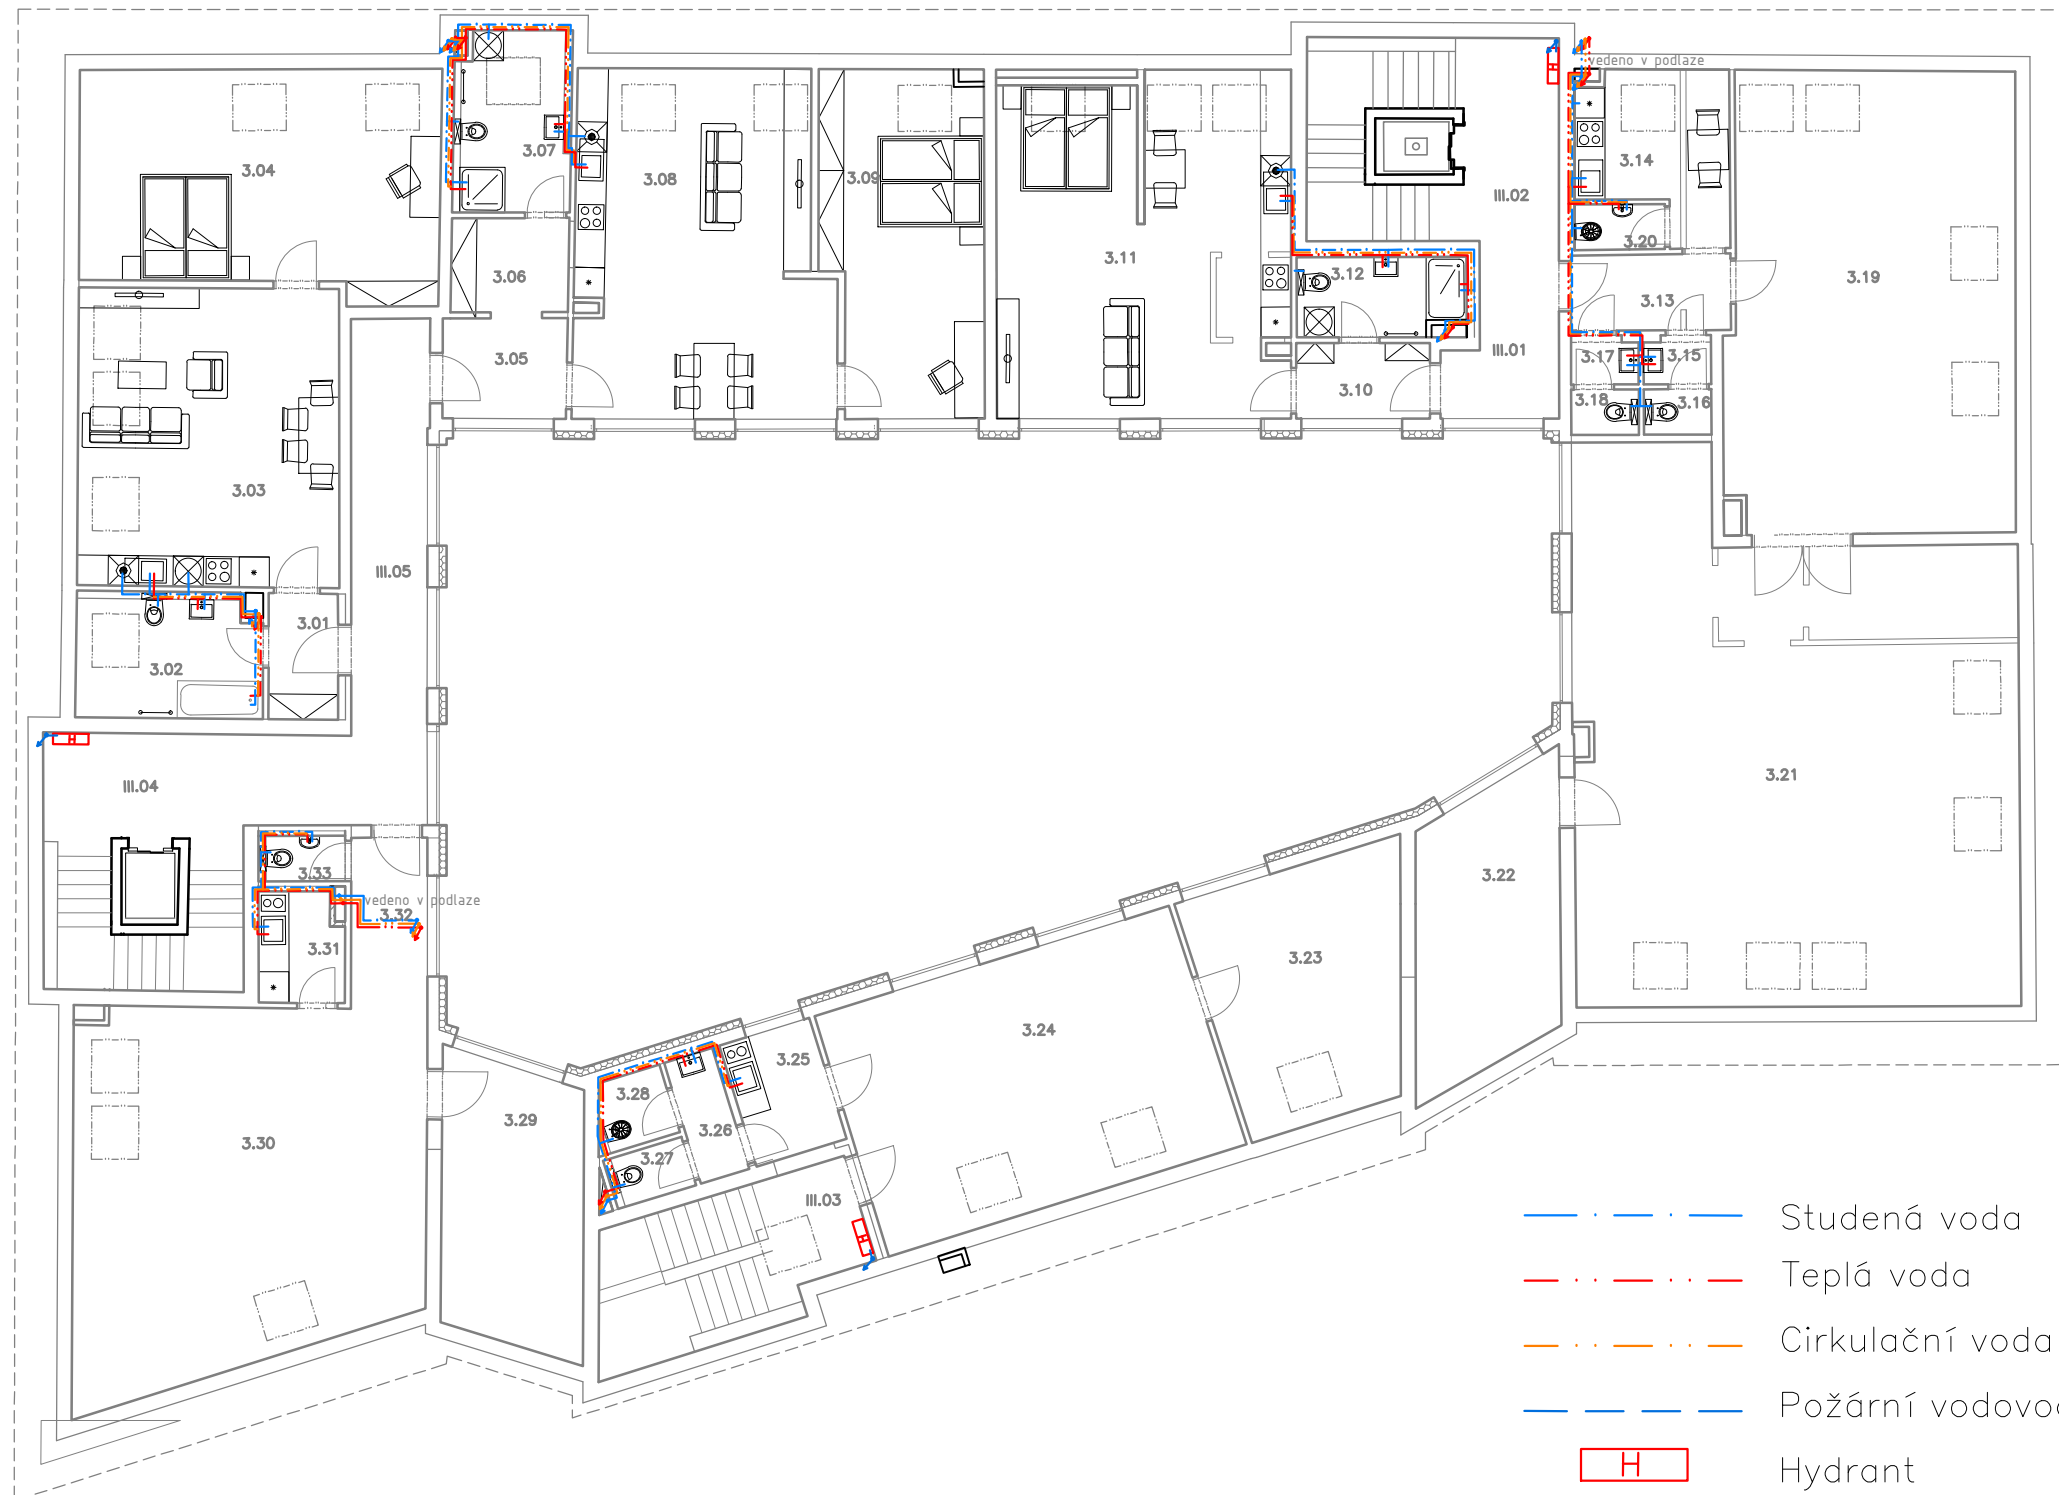 vedeno v podlaze
3.04
3.07
3.08
3.09
3.14
III.02
3.20
3.06
3.11
3.12
3.13
3.19
3.05
III.01
3.17
3.15
3.10
3.18
3.16
3.03
III.05
3.01
3.02
III.04
3.21
3.22
3.33
vedeno v podlaze
3.32
3.31
3.23
3.24
3.25
3.28
3.29
3.26
3.30
3.27
III.03
H
H
H
Studená voda
Teplá voda
Cirkulační voda
Požární vodovo
H Hydrant